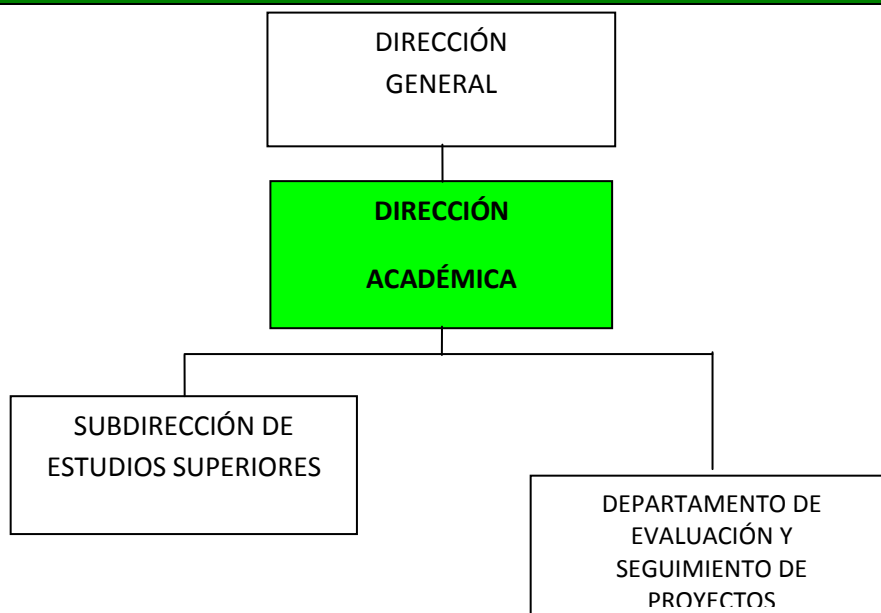 DIRECCIÓN
GENERAL
DIRECCIÓN
ACADÉMICA
SUBDIRECCIÓN DE
ESTUDIOS SUPERIORES
DEPARTAMENTO DE
EVALUACIÓN Y
SEGUIMIENTO DE
PROYECTOS